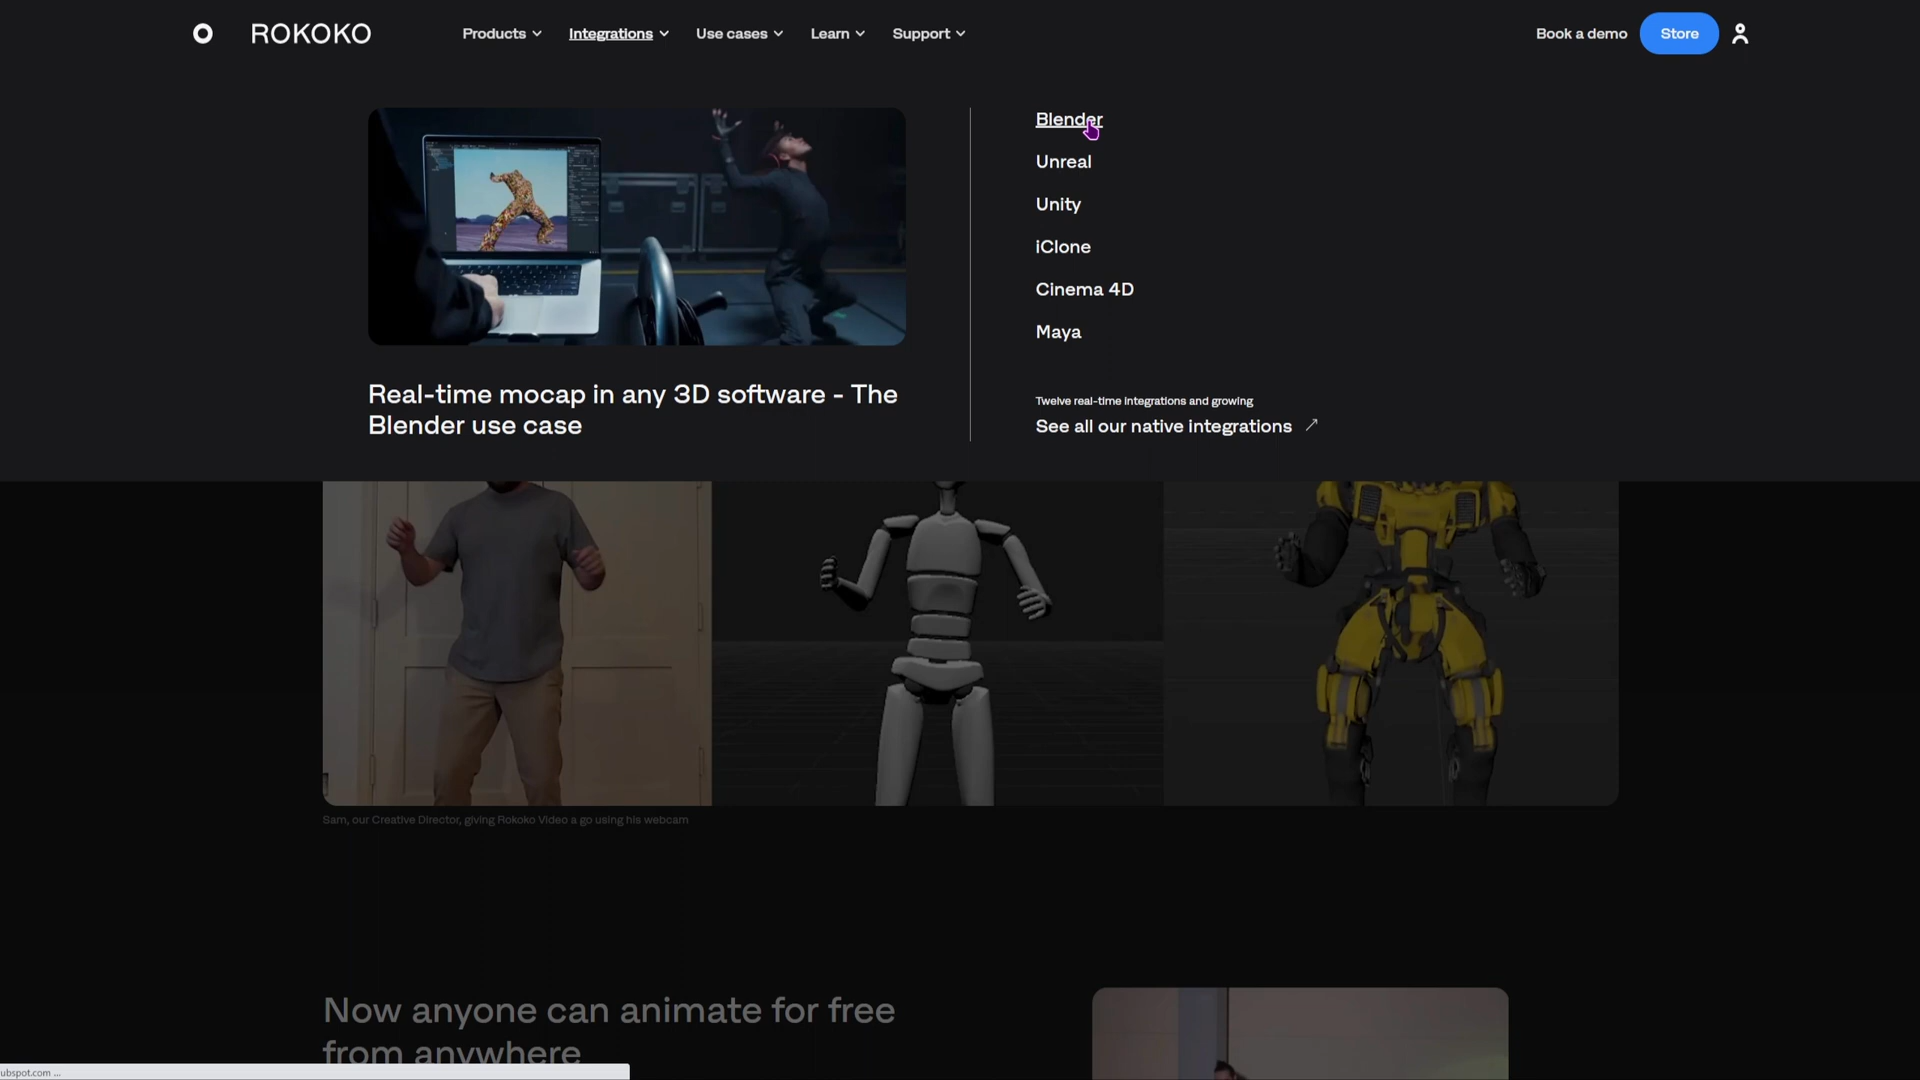 ROKOKO
Products
Integrations
Use cases
Learn
Support
Book a demo
Store
Blender
Unreal
Unity
iClone
Cinema 4D
Maya
Real-time mocap in any 3D software - The
Blender use case
Twelve real-time integrations and growing
See all our native integrations
Sam, our Creative Director, giving Rokoko Video a go using his webcam
Now anyone can animate for free
from anywhere
ubspot.com ...